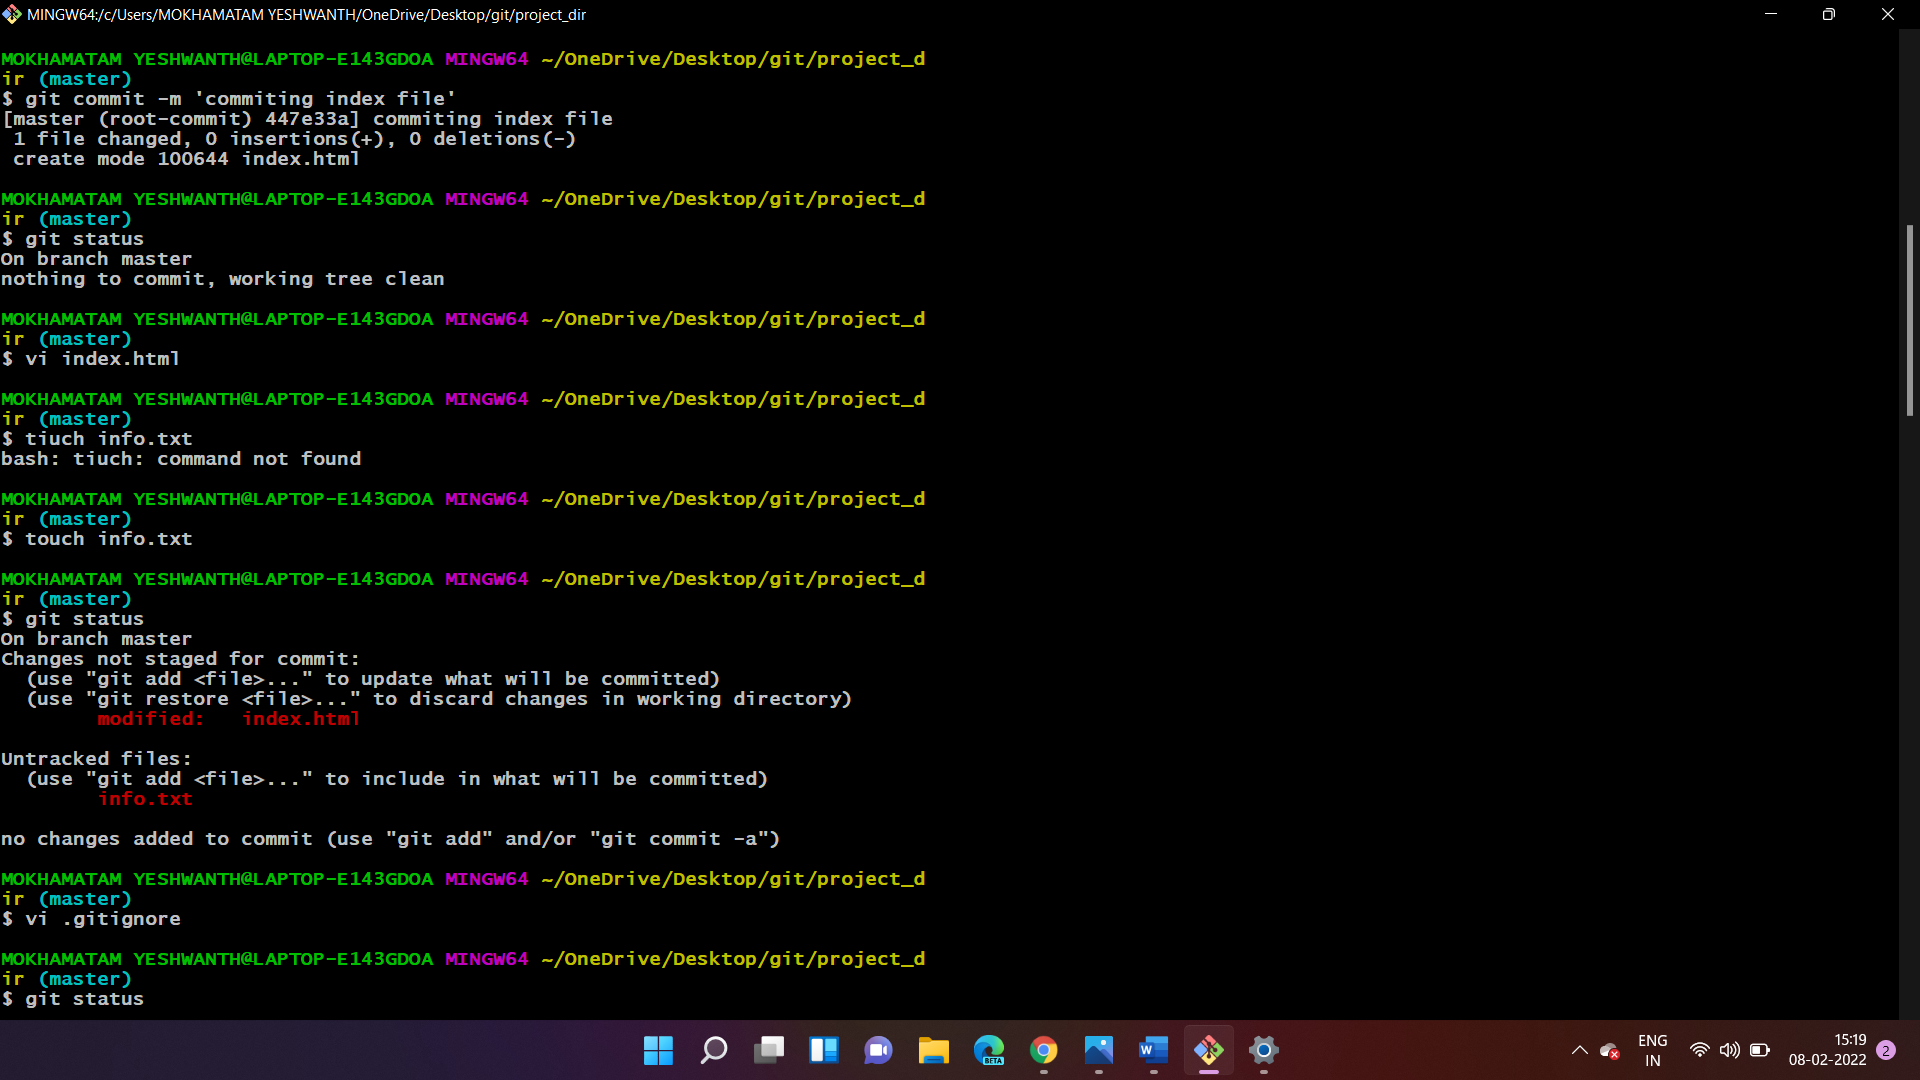 MINGW64:/c/Users/MOKHAMATAM YESHWANTH/OneDrive/Desktop/git/project_dir
MOKHAMATAM YESHWANTH@LAPTOP-E143GDOA MINGW64 ~/OneDrive/Desktop/git/project_d
ir (master)
$ git commit -m 'commiting index file'
[master (root-commit) 447e33a] commiting index file
 1 file changed, 0 insertions(+), 0 deletions(-)
 create mode 100644 index.html
MOKHAMATAM YESHWANTH@LAPTOP-E143GDOA MINGW64 ~/OneDrive/Desktop/git/project_d
ir (master)
$ git status
On branch master
nothing to commit, working tree clean
MOKHAMATAM YESHWANTH@LAPTOP-E143GDOA MINGW64 ~/OneDrive/Desktop/git/project_d
ir (master)
$ vi index.html
MOKHAMATAM YESHWANTH@LAPTOP-E143GDOA MINGW64 ~/OneDrive/Desktop/git/project_d
ir (master)
$ tiuch info.txt
bash: tiuch: command not found
MOKHAMATAM YESHWANTH@LAPTOP-E143GDOA MINGW64 ~/OneDrive/Desktop/git/project_d
ir (master)
$ touch info.txt
MOKHAMATAM YESHWANTH@LAPTOP-E143GDOA MINGW64 ~/OneDrive/Desktop/git/project_d
ir (master)
$ git status
On branch master
Changes not staged for commit:
  (use "git add <file>..." to update what will be committed)
  (use "git restore <file>..." to discard changes in working directory)
        modified:   index.html
Untracked files:
  (use "git add <file>..." to include in what will be committed)
        info.txt
no changes added to commit (use "git add" and/or "git commit -a")
MOKHAMATAM YESHWANTH@LAPTOP-E143GDOA MINGW64 ~/OneDrive/Desktop/git/project_d
ir (master)
$ vi .gitignore
MOKHAMATAM YESHWANTH@LAPTOP-E143GDOA MINGW64 ~/OneDrive/Desktop/git/project_d
ir (master)
$ git status
BETA
W
ENG
IN
15:19
08-02-2022
2